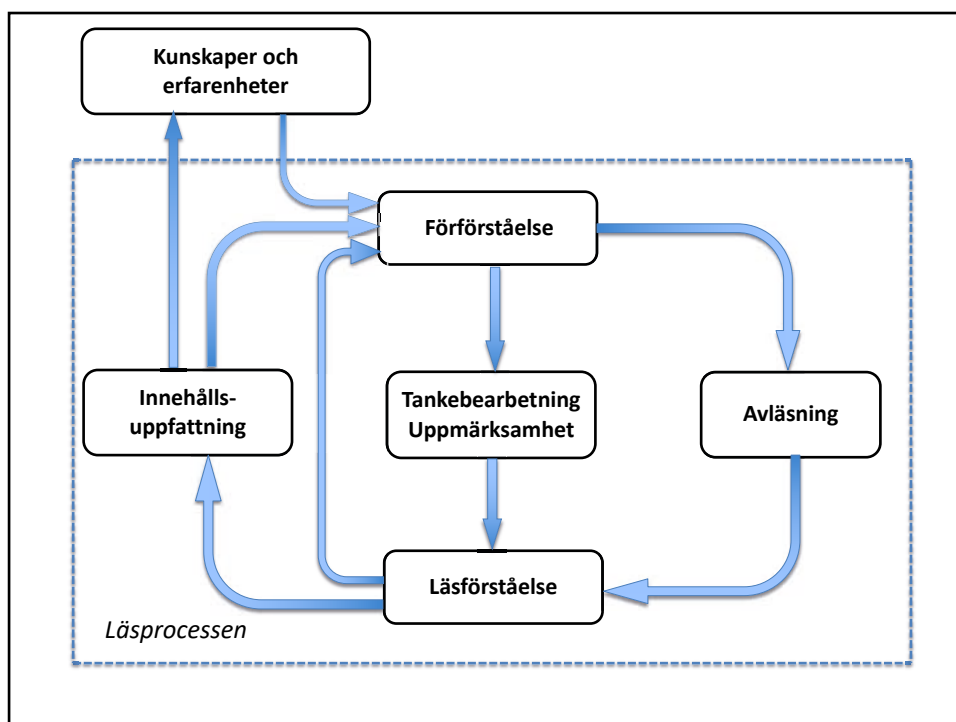 Kunskaper och
erfarenheter
Förförståelse
Innehålls-
uppfattning
Tankebearbetning
Uppmärksamhet
Avläsning
Läsförståelse
Läsprocessen